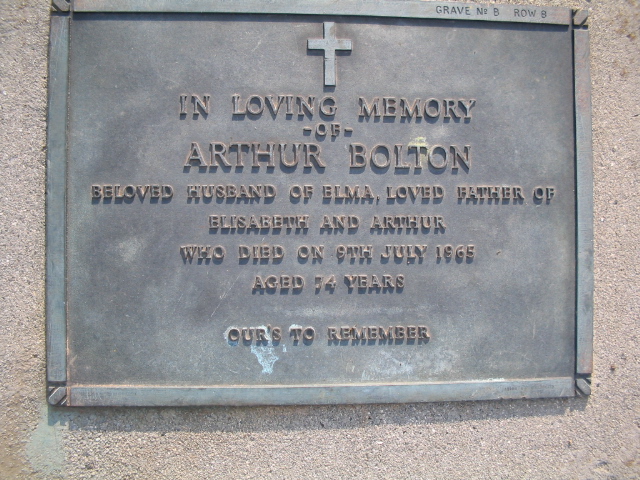 GRAVE No B ROW B
IN LOVING MEMORY
-OF-
ARTHUR BOLTON
BELOVED HUSBAND OF ELMA, LOVED FATHER OF
ELISABETH AND ARTHUR
WHO DIED ON 9TH JULY 1965
AGED 74 YEARS
OUR'S TO REMEMBER